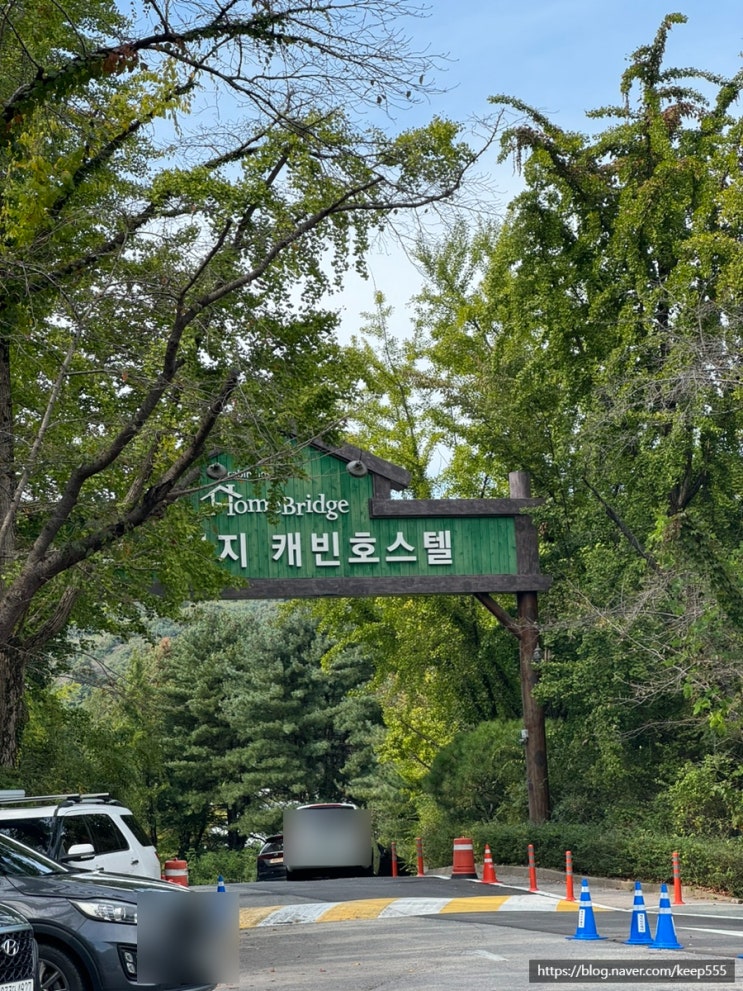 HomeBridge
지 캐빈호스텔
https://blog.naver.com/keep555